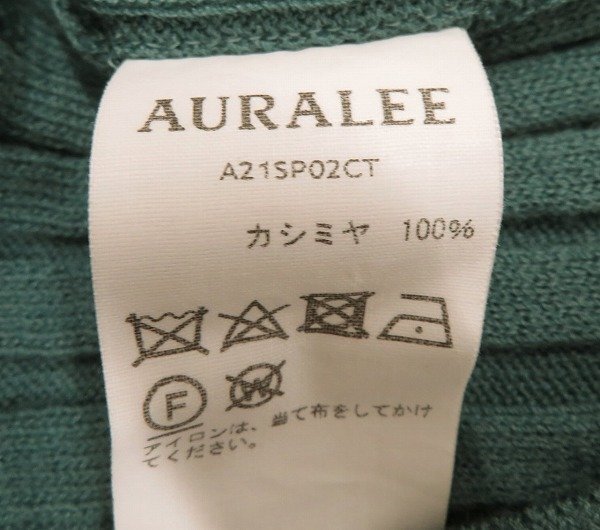 AURALEE
A21SP02CT
カシミヤ 100%
F
W
アイロンは、当て布をしてかけ
てください。